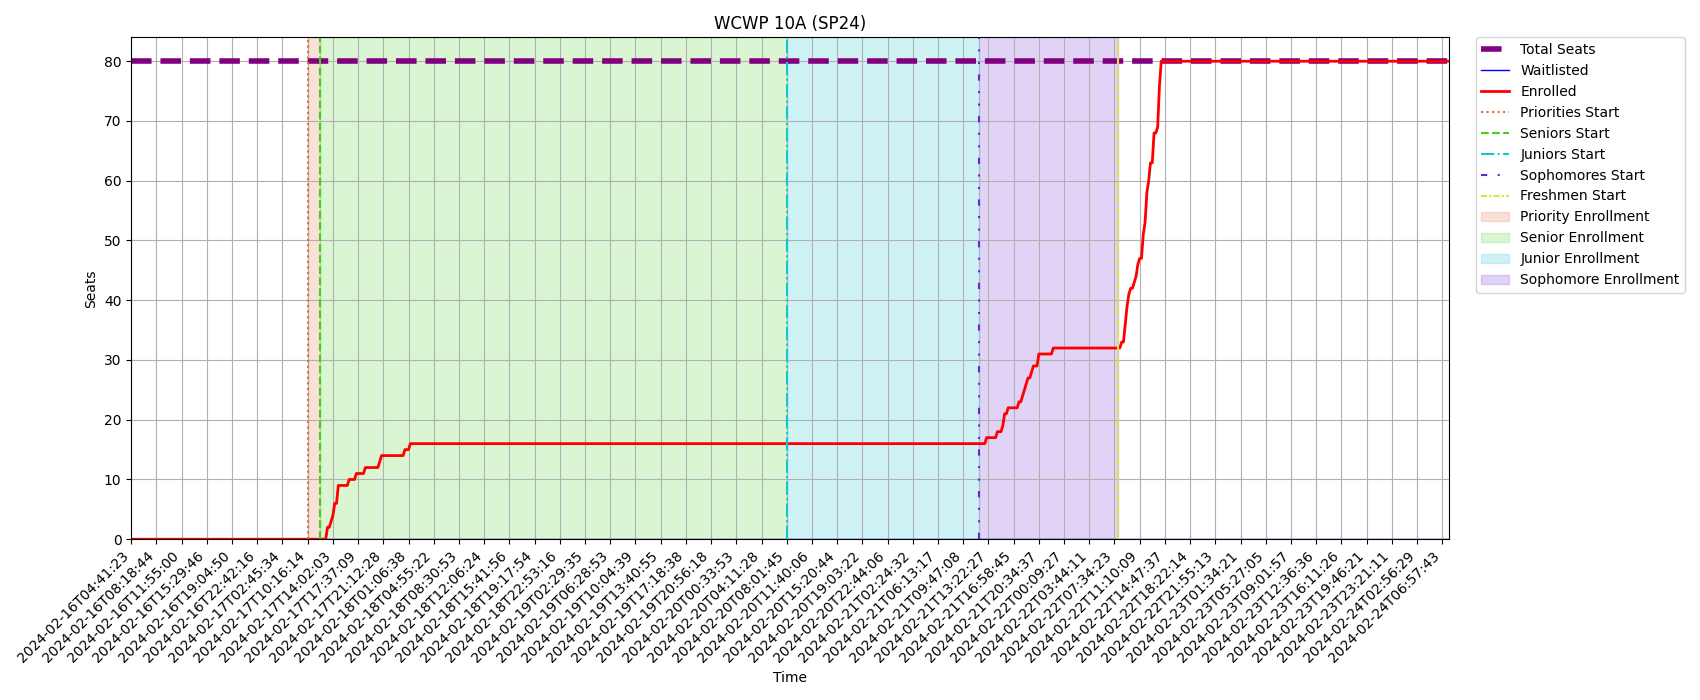 WCWP 10A (SP24)
80
70
60
50
40
30
20
10
0
Seats
2024-02-16T04:41:23
2024-02-16T08:18:44
2024-02-16T11:55:00
2024-02-16T15:29:46
2024-02-16T19:04:50
2024-02-16T22:42:16
2024-02-17T02:45:34
2024-02-17T10:16:14
2024-02-17T14:02:03
2024-02-17T17:37:09
2024-02-17T21:12:28
2024-02-18T01:06:38
2024-02-18T04:55:22
2024-02-18T08:30:53
2024-02-18T12:06:24
2024-02-18T15:41:56
2024-02-18T19:17:54
2024-02-18T22:53:16
2024-02-19T02:29:35
2024-02-19T06:28:53
2024-02-19T10:04:39
2024-02-19T13:40:55
2024-02-19T17:18:38
2024-02-19T20:56:18
2024-02-20T00:33:53
2024-02-20T04:11:28
2024-02-20T08:01:45
2024-02-20T11:40:06
2024-02-20T15:20:44
2024-02-20T19:03:22
2024-02-20T22:44:06
2024-02-21T02:24:32
2024-02-21T06:13:17
2024-02-21T09:47:08
2024-02-21T13:22:27
2024-02-21T16:58:45
2024-02-21T20:34:37
2024-02-22T00:09:27
2024-02-22T03:44:11
2024-02-22T07:34:23
2024-02-22T11:10:09
2024-02-22T14:47:37
2024-02-22T18:22:14
2024-02-22T21:55:13
2024-02-23T01:34:21
2024-02-23T05:27:05
2024-02-23T09:01:57
2024-02-23T12:36:36
2024-02-23T16:11:26
2024-02-23T19:46:21
2024-02-23T23:21:11
2024-02-24T02:56:29
2024-02-24T06:57:43
Time
Total Seats
Waitlisted
Enrolled
Priorities Start
Seniors Start
Juniors Start
Sophomores Start
Freshmen Start
Priority Enrollment
Senior Enrollment
Junior Enrollment
Sophomore Enrollment